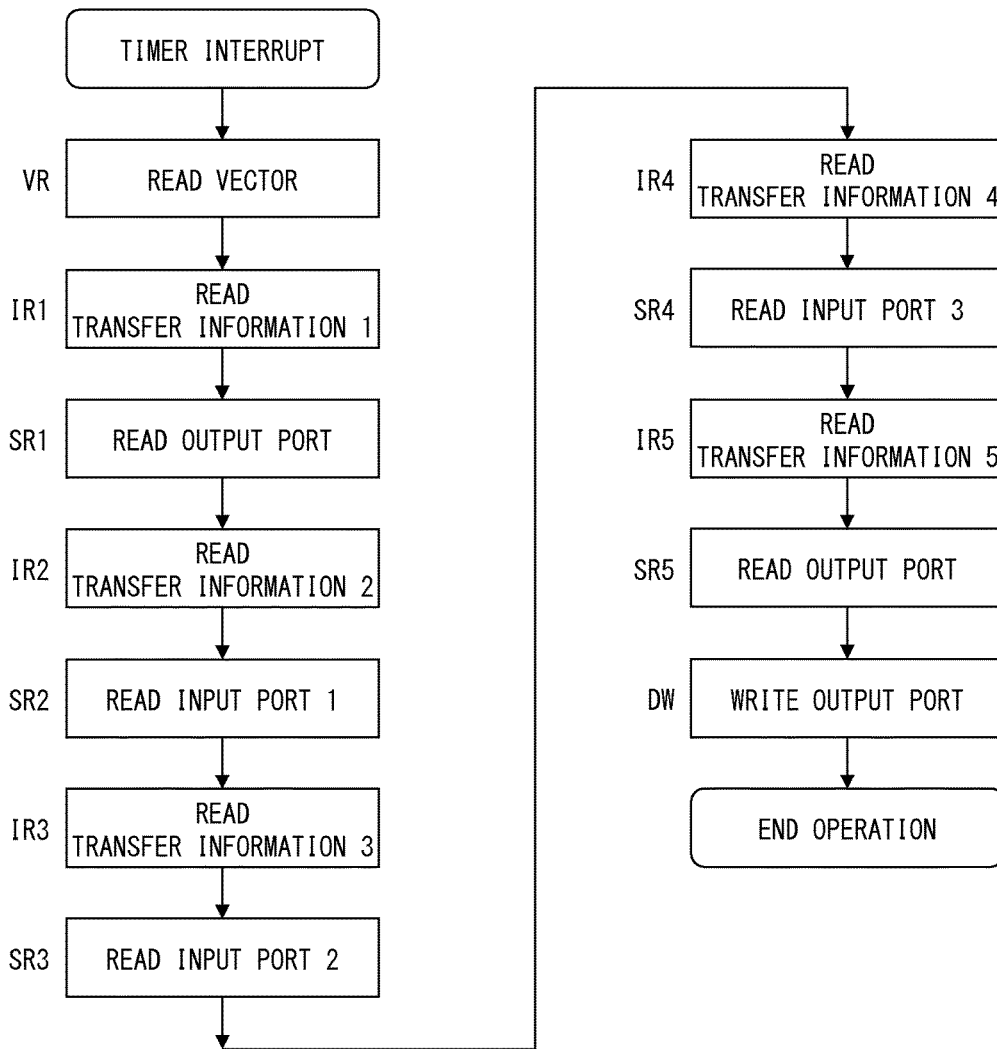 TIMER INTERRUPT
VR
READ VECTOR
IR1
READ
TRANSFER INFORMATION 1
SR1
READ OUTPUT PORT
IR2
READ
TRANSFER INFORMATION 2
SR2
READ INPUT PORT 1
IR3
READ
TRANSFER INFORMATION 3
SR3
READ INPUT PORT 2
IR4
READ
TRANSFER INFORMATION 4
SR4
READ INPUT PORT 3
IR5
READ
TRANSFER INFORMATION 5
SR5
READ OUTPUT PORT
DW
WRITE OUTPUT PORT
END OPERATION